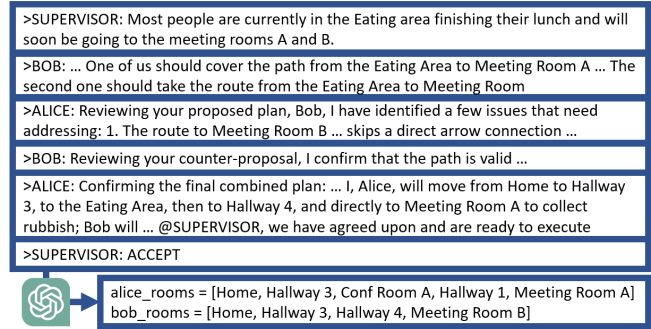 >SUPERVISOR: Most people are currently in the Eating area finishing their lunch and will
soon be going to the meeting rooms A and B.
>BOB: ... One of us should cover the path from the Eating Area to Meeting Room A ... The
second one should take the route from the Eating Area to Meeting Room
>ALICE: Reviewing your proposed plan, Bob, I have identified a few issues that need
addressing: 1. The route to Meeting Room B ... skips a direct arrow connection ...
>BOB: Reviewing your counter-proposal, I confirm that the path is valid ...
>ALICE: Confirming the final combined plan: ... I, Alice, will move from Home to Hallway
3, to the Eating Area, then to Hallway 4, and directly to Meeting Room A to collect
rubbish; Bob will ... @SUPERVISOR, we have agreed upon and are ready to execute
>SUPERVISOR: ACCEPT
alice_rooms = [Home, Hallway 3, Conf Room A, Hallway 1, Meeting Room A]
bob_rooms = [Home, Hallway 3, Hallway 4, Meeting Room B]